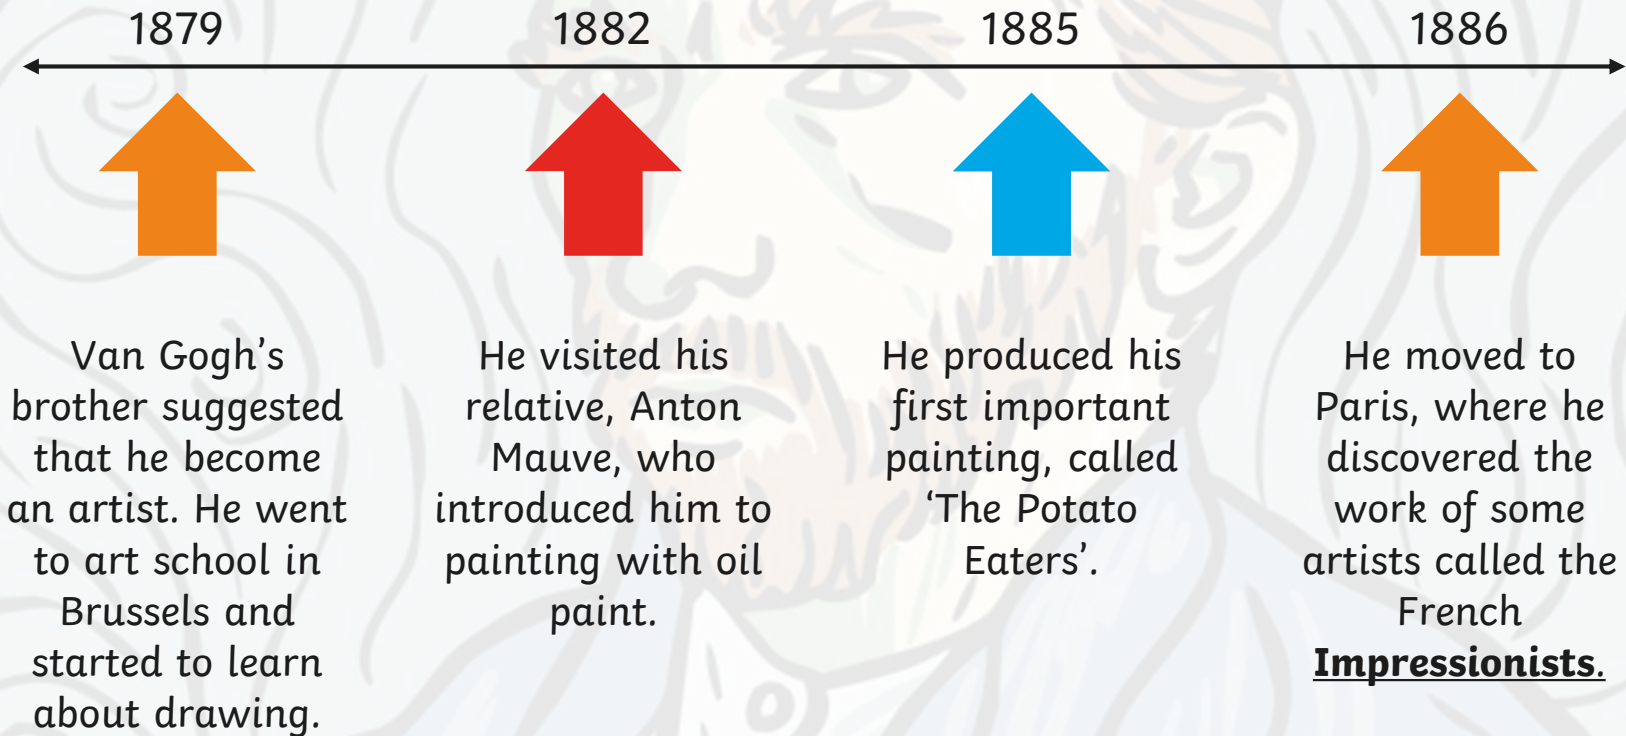 1879
1882
1885
1886
Van Gogh’s
brother suggested
that he become
an artist. He went
to art school in
Brussels and
started to learn
about drawing.
He visited his
relative, Anton
Mauve, who
introduced him to
painting with oil
paint.
He produced his
first important
painting, called
‘The Potato
Eaters’.
He moved to
Paris, where he
discovered the
work of some
artists called the
French
Impressionists.